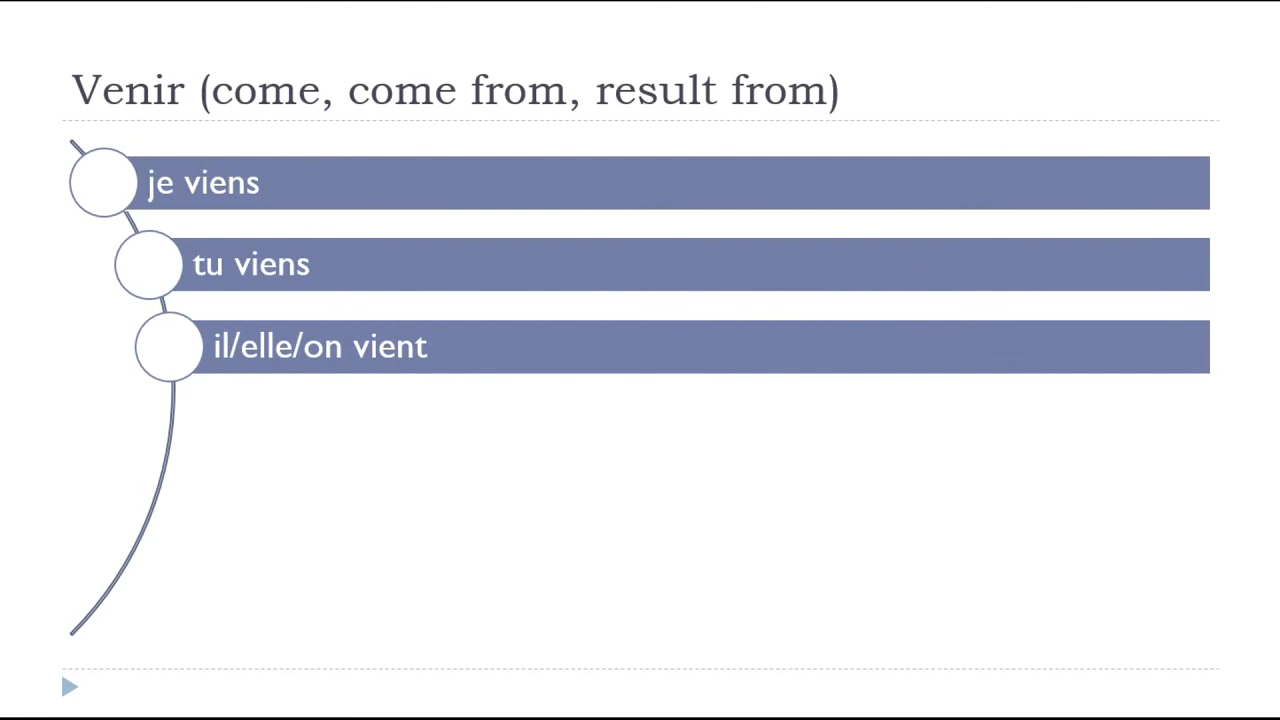 Venir (come, come from, result from)
je viens
tu viens
il/elle/on vient